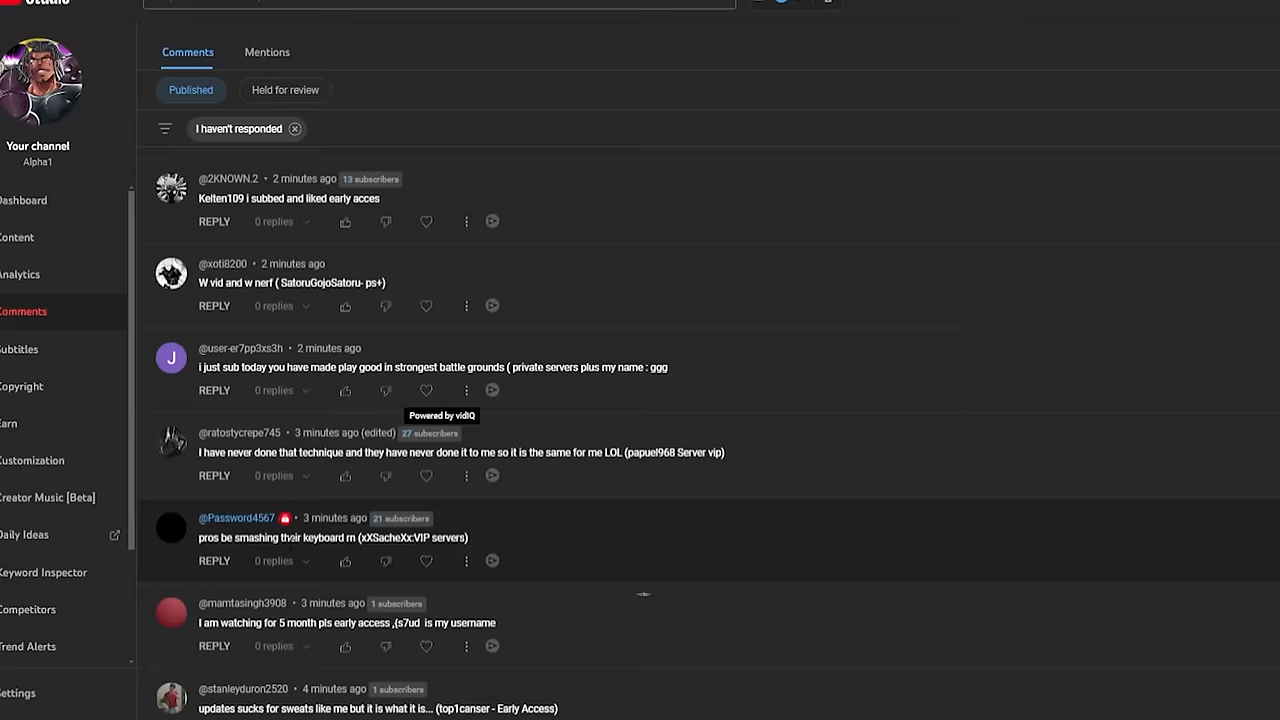 Studio
Comments
Mentions
Published
Held for review
I haven't responded
Your channel
Alpha1
Dashboard
Content
Analytics
Comments
Subtitles
Copyright
Earn
Customization
Creator Music [Beta]
Daily Ideas
Keyword Inspector
Competitors
Trend Alerts
Settings
@2KNOWN.2 • 2 minutes ago 13 subscribers
Kelten109 i subbed and liked early acces
REPLY 0 replies
@xoti8200 • 2 minutes ago
W vid and w nerf ( SatoruGojoSatoru- ps+)
REPLY 0 replies
J
@user-er7pp3xs3h • 2 minutes ago
i just sub today you have made play good in strongest battle grounds ( private servers plus my name : ggg
REPLY 0 replies
Powered by vidIQ
@ratostycrepe745 • 3 minutes ago (edited) 27 subscribers
I have never done that technique and they have never done it to me so it is the same for me LOL (papuel968 Server vip)
REPLY 0 replies
@Password4567 • 3 minutes ago 21 subscribers
pros be smashing their keyboard rn (xXSacheXx:VIP servers)
REPLY 0 replies
@mamtasingh3908 • 3 minutes ago 1 subscribers
I am watching for 5 month pls early access ,(s7ud is my username
REPLY 0 replies
@stanleyduron2520 • 4 minutes ago 1 subscribers
updates sucks for sweats like me but it is what it is... (top1canser - Early Access)